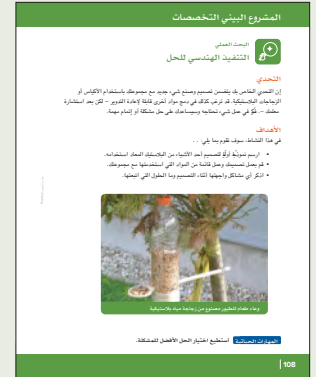 المشروع البيني التخصصات
البحث العملي
التنفيذ الهندسي للحل
التحدي
إن التحدي الخاص بك يتضمن تصميم وصنع شيء جديد مع مجموعتك باستخدام الأكياس أو
الزجاجات البلاستيكية. قد ترغب كذلك في دمج مواد أخرى قابلة لإعادة التدوير – لكن بعد استشارة
معلمك –. فكّر في عمل شيء تحتاجه وسيساعدك على حل مشكلة أو إتمام مهمة.
الأهداف
في هذا النشاط، سوف تقوم بما يلي . . .
• ارسم نموذجًا أوليًّا لتصميم أحد الأشياء من البلاستيك المعاد استخدامه.
• قم بعمل تصميمك وعمل قائمة من المواد التي استخدمتها مع مجموعتك.
• اذكر أي مشاكل واجهتها أثناء التصميم وما الحلول التي اتبعتها.
وعاء طعام للطيور مصنوع من زجاجة مياه بلاستيكية
المهارات الحياتية أستطيع اختيار الحل الأفضل للمشكلة.
108